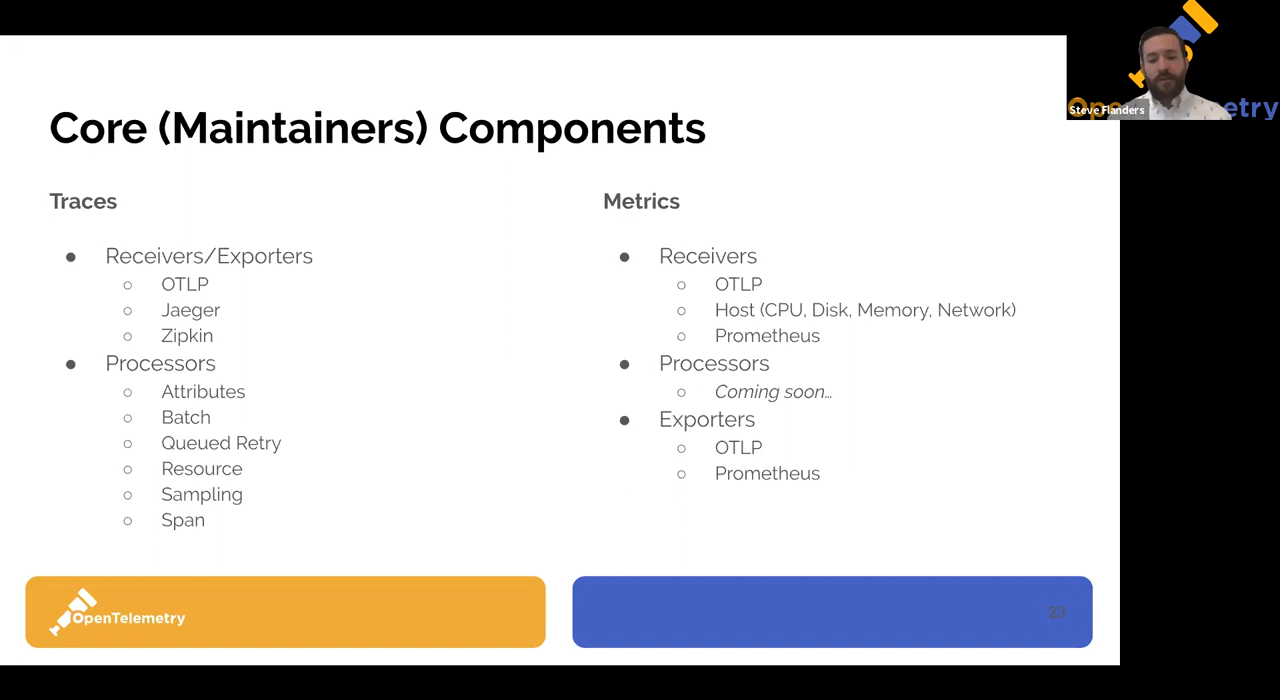 Core (Maintainers) Components
Traces
● Receivers/Exporters
○ OTLP
○ Jaeger
○ Zipkin
● Processors
○ Attributes
○ Batch
○ Queued Retry
○ Resource
○ Sampling
○ Span
Metrics
● Receivers
○ OTLP
○ Host (CPU, Disk, Memory, Network)
○ Prometheus
● Processors
○ Coming soon…
● Exporters
○ OTLP
○ Prometheus
OpenTelemetry
23
Steve Flanders